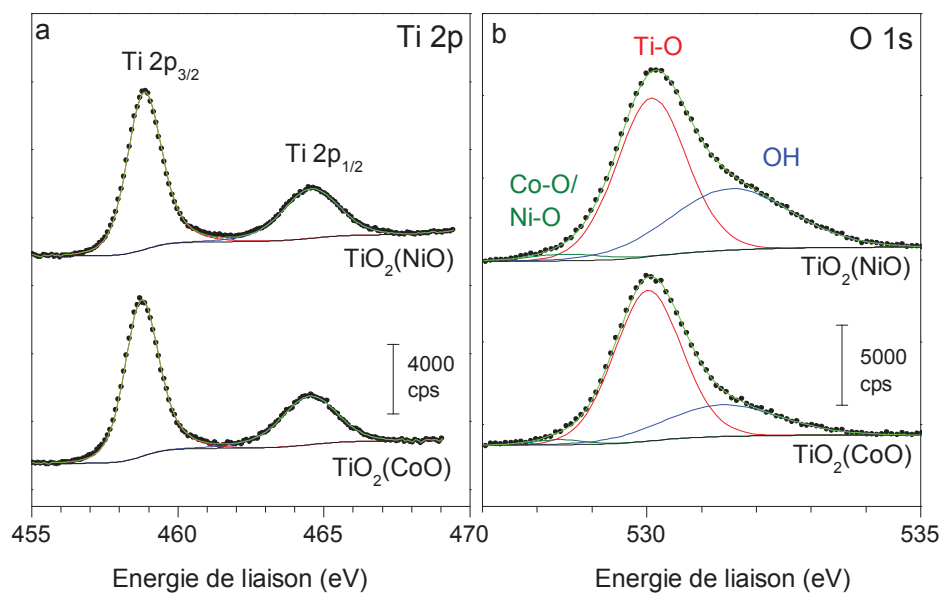 a
Ti 2p
Ti 2p3/2
Ti 2p1/2
TiO2(NiO)
4000
cps
TiO2(CoO)
455
460
465
470
Energie de liaison (eV)
b
O 1s
Ti-O
OH
Co-O/
Ni-O
TiO2(NiO)
5000
cps
TiO2(CoO)
530
535
Energie de liaison (eV)